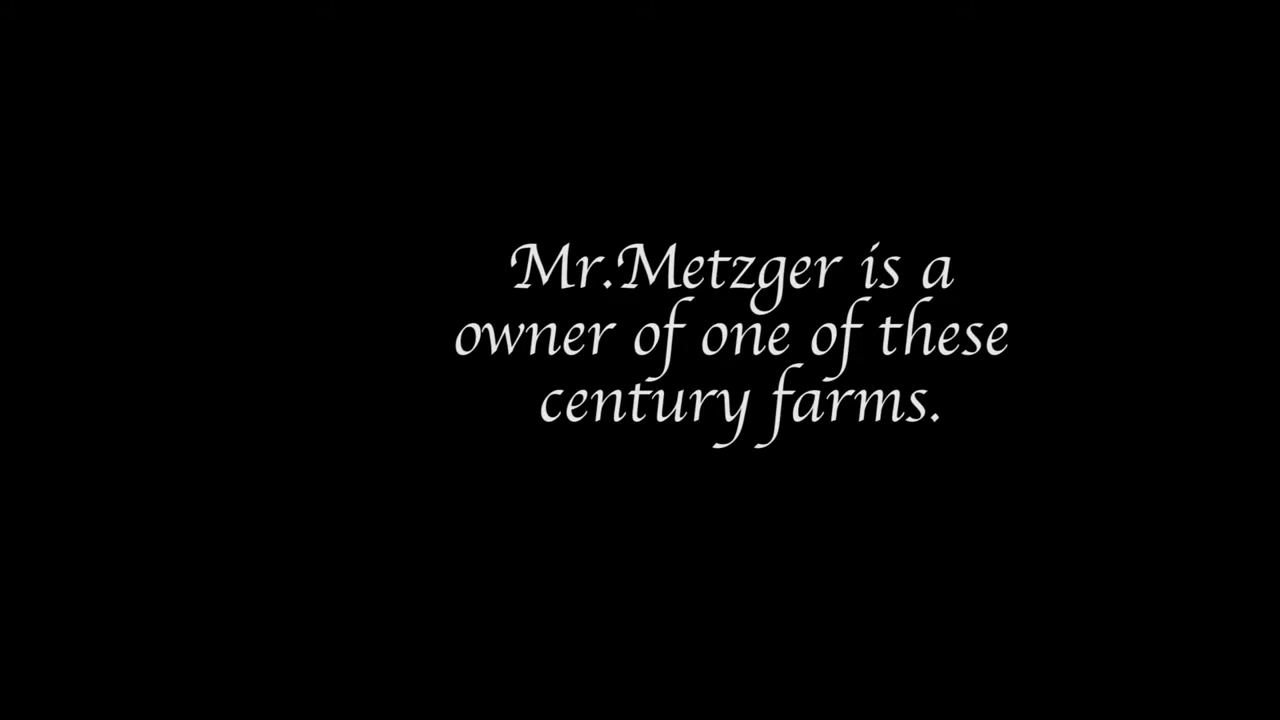 Mr.Metzger is a
owner of one of these
century farms.